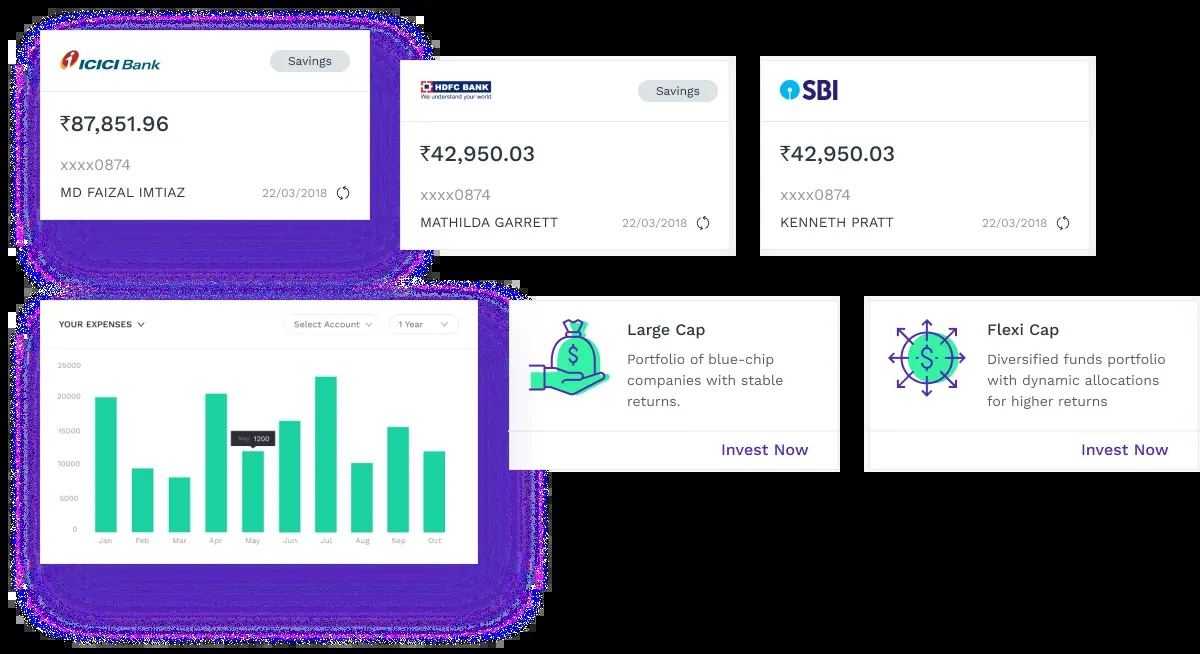 ICICI Bank
Savings
₹87,851.96
xxxx0874
MD FAIZAL IMTIAZ
22/03/2018
HDFC BANK
We understand your world
Savings
₹42,950.03
xxxx0874
MATHILDA GARRETT
22/03/2018
SBI
₹42,950.03
xxxx0874
KENNETH PRATT
22/03/2018
YOUR EXPENSES
Select Account
1 Year
25000
20000
15000
10000
5000
0
May 1200
Jan Feb Mar Apr May Jun Jul Aug Sep Oct
$
Large Cap
Portfolio of blue-chip
companies with stable
returns.
Invest Now
$
Flexi Cap
Diversified funds portfolio
with dynamic allocations
for higher returns
Invest Now